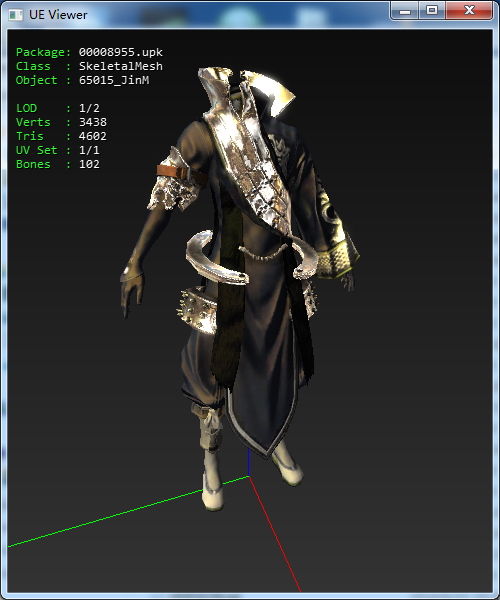 UE Viewer
Package: 00008955.upk
Class : SkeletalMesh
Object : 65015_JinM
LOD : 1/2
Verts : 3438
Tris : 4602
UV Set : 1/1
Bones : 102